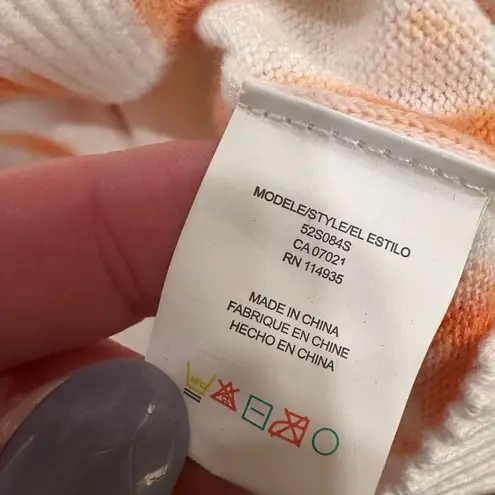 MODELE/STYLE/EL ESTILO
52S084S
CA 07021
RN 114935
MADE IN CHINA
FABRIQUE EN CHINE
HECHO EN CHINA